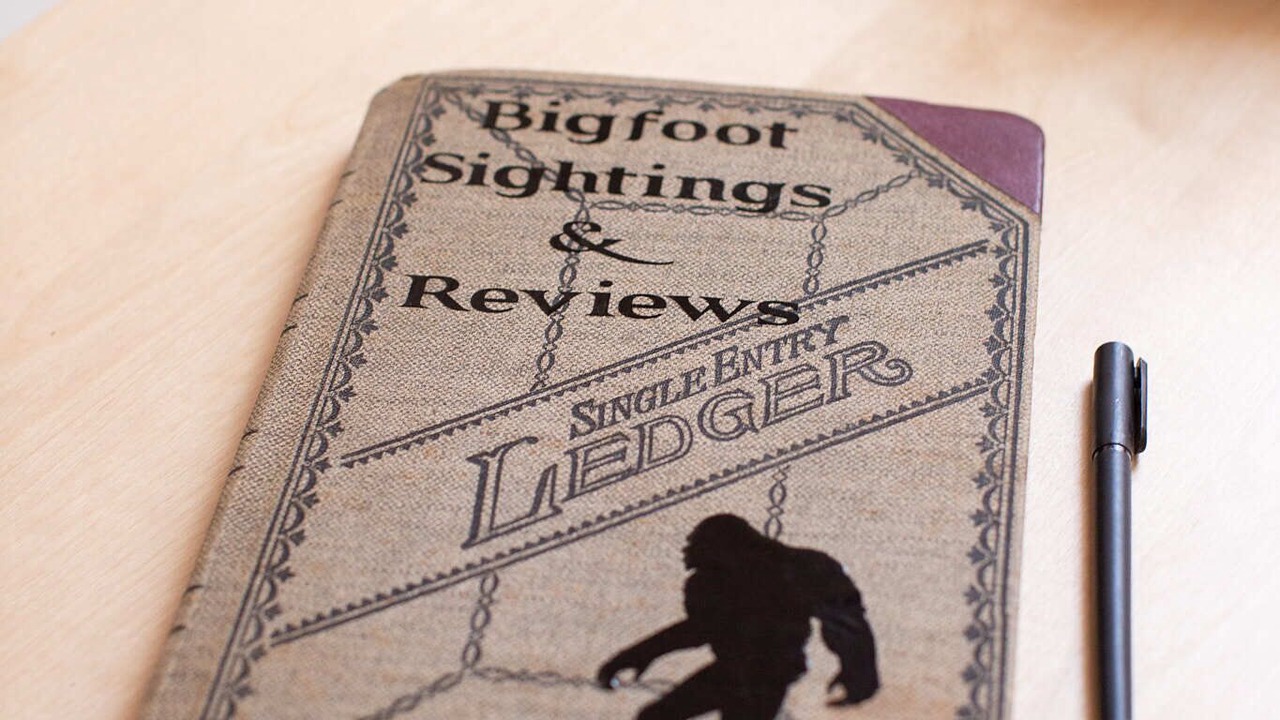 Bigfoot
Sightings
&
Reviews
SINGLE ENTRY
LEDGER